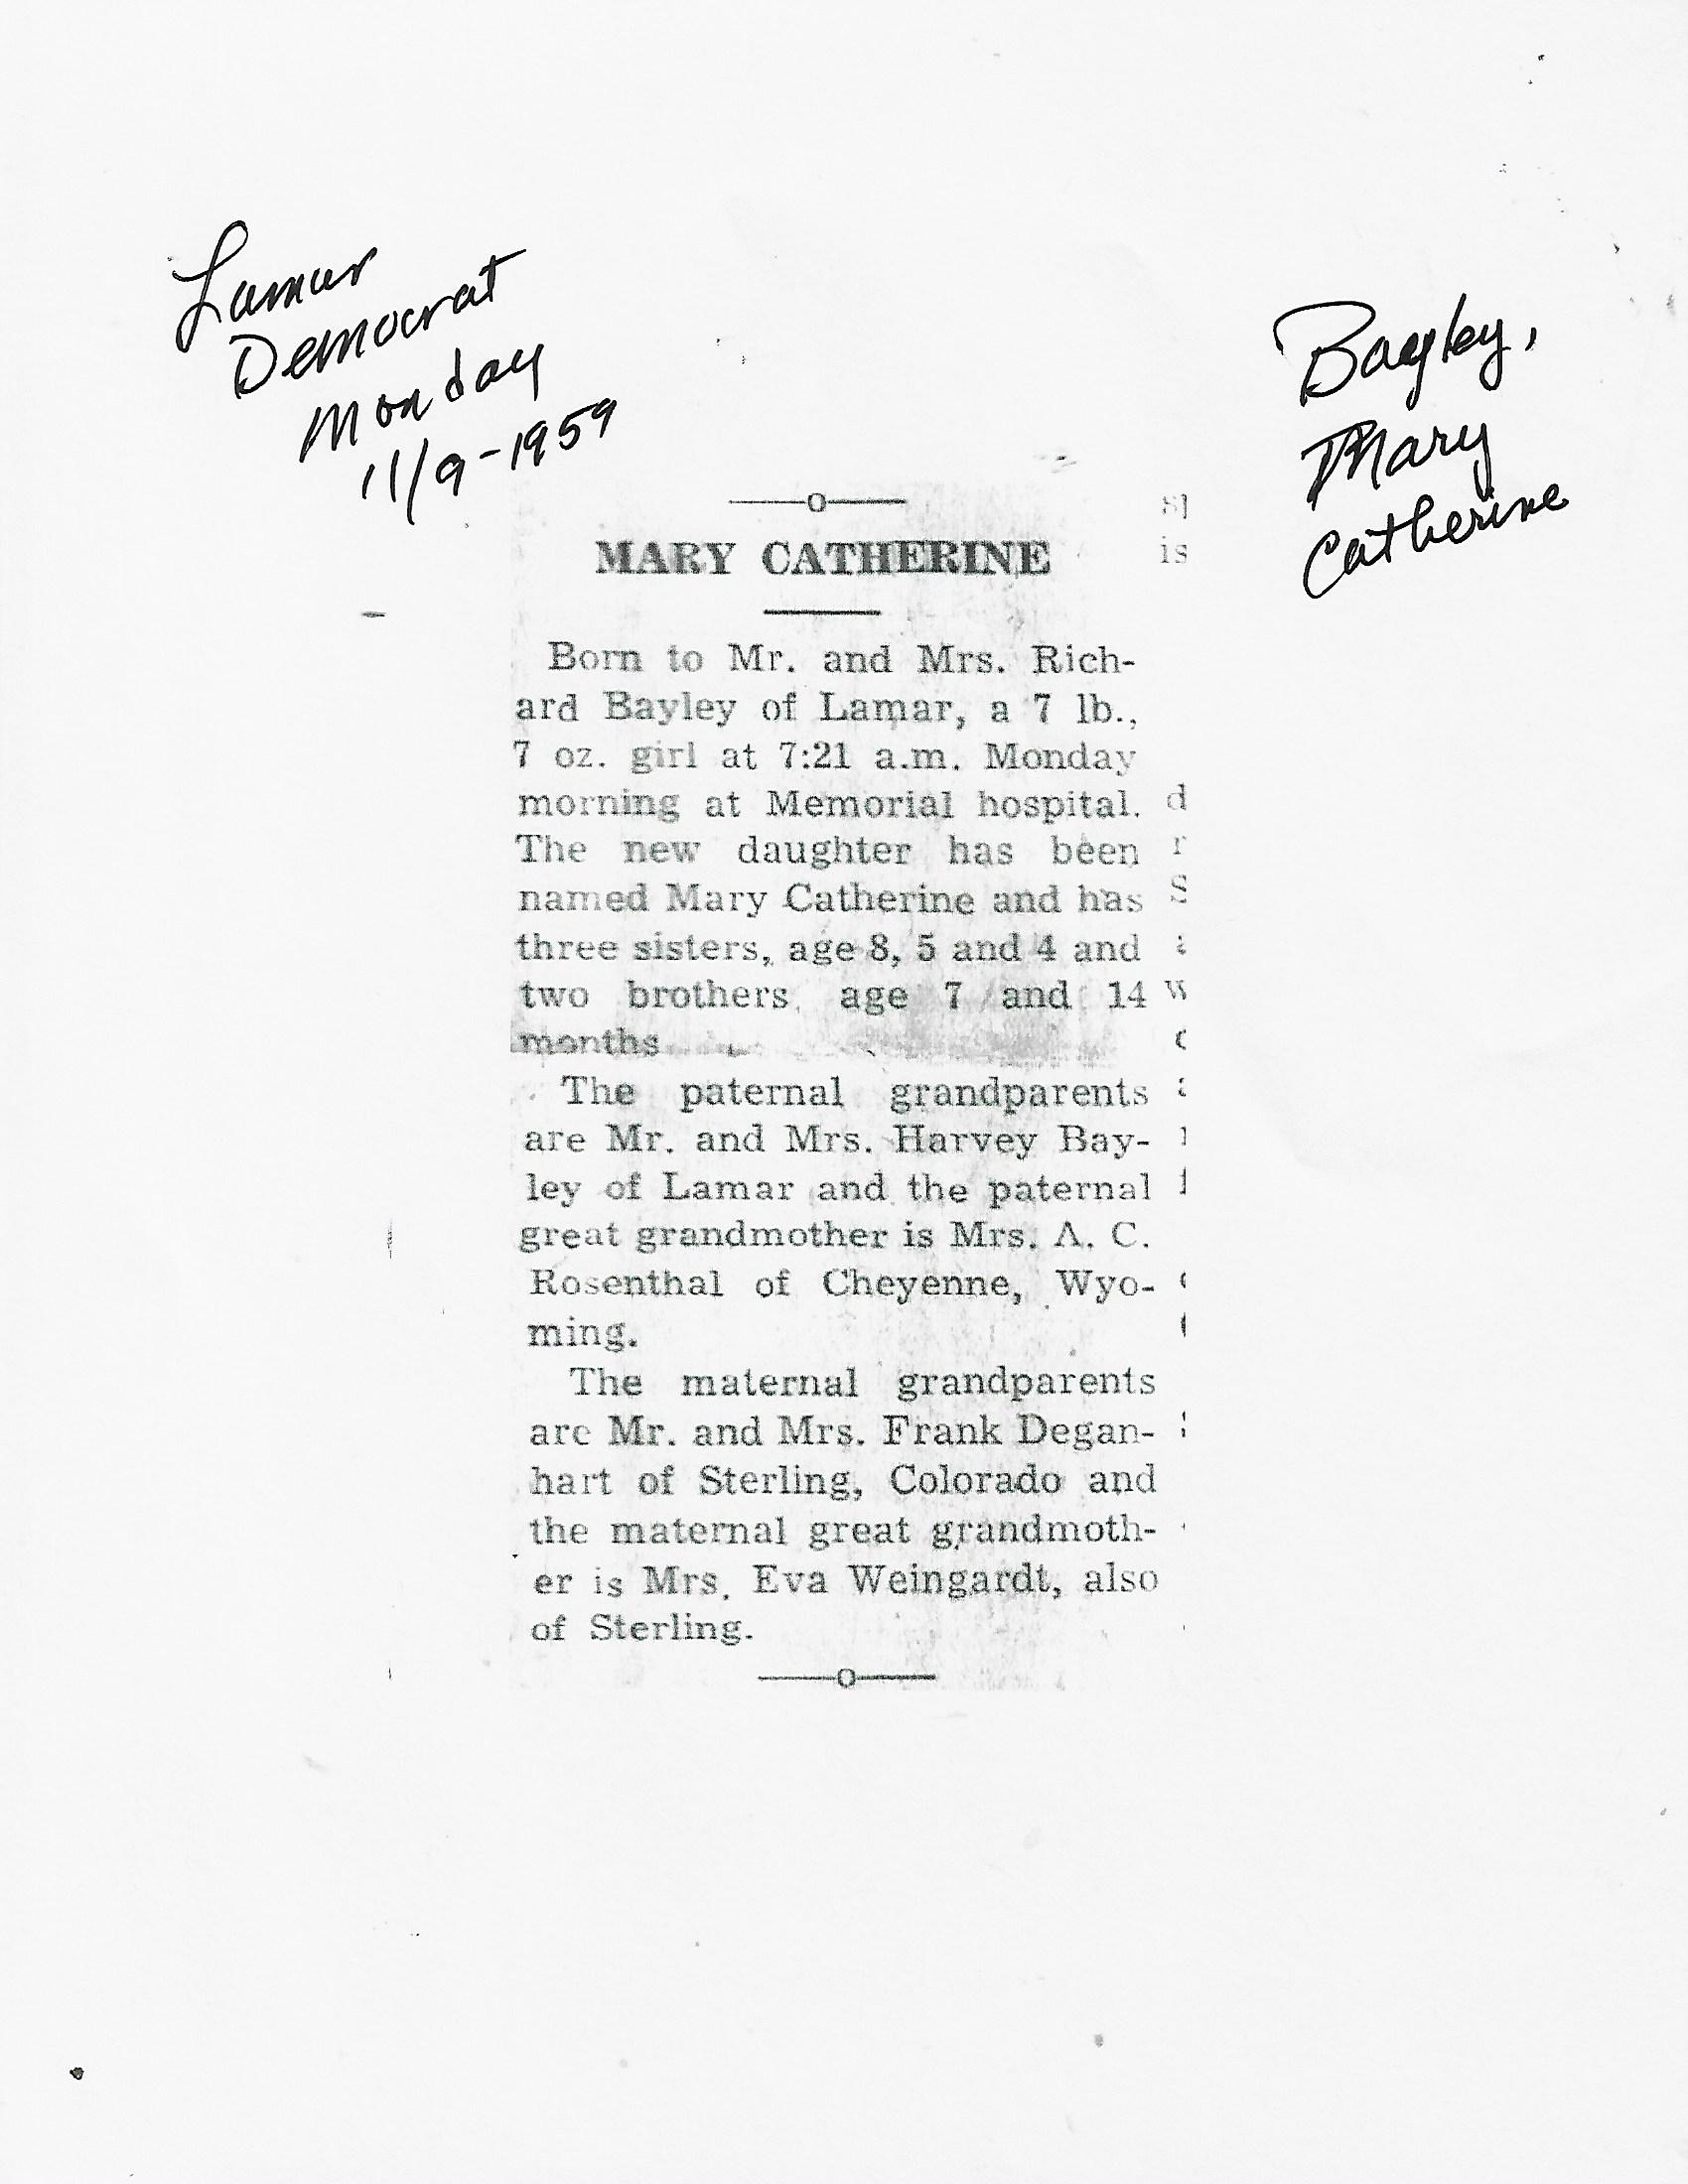 Lamar
Democrat
Monday
11/9-1959
Bagley,
Mary
Catherine
MARY CATHERINE
Born to Mr. and Mrs. Rich-
ard Bayley of Lamar, a 7 lb.,
7 oz. girl at 7:21 a.m. Monday
morning at Memorial hospital.
The new daughter has been
named Mary Catherine and has
three sisters, age 8, 5 and 4 and
two brothers, age 7 and 14
months
The paternal grandparents
are Mr. and Mrs. Harvey Bay-
ley of Lamar and the paternal
great grandmother is Mrs. A. C.
Rosenthal of Cheyenne, Wyo-
ming.
The maternal grandparents
are Mr. and Mrs. Frank Degan-
hart of Sterling, Colorado and
the maternal great grandmoth-
er is Mrs. Eva Weingardt, also
of Sterling.